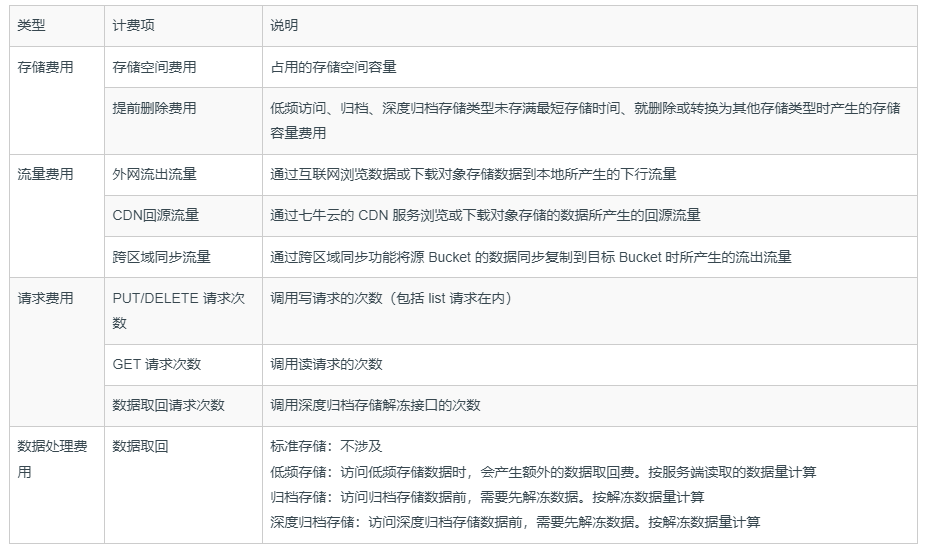 类型 计费项 说明
存储费用 存储空间费用 占用的存储空间容量
提前删除费用 低频访问、归档、深度归档存储类型未存满最短存储时间、就删除或转换为其他存储类型时产生的存储
容量费用
流量费用 外网流出流量 通过互联网浏览数据或下载对象存储数据到本地所产生的下行流量
CDN回源流量 通过七牛云的 CDN 服务浏览或下载对象存储的数据所产生的回源流量
跨区域同步流量 通过跨区域同步功能将源 Bucket 的数据同步复制到目标 Bucket 时所产生的流出流量
请求费用 PUT/DELETE 请求次 调用写请求的次数（包括 list 请求在内）
数
GET 请求次数 调用读请求的次数
数据取回请求次数 调用深度归档存储解冻接口的次数
数据处理费 数据取回 标准存储：不涉及
用 低频存储：访问低频存储数据时，会产生额外的数据取回费。按服务端读取的数据量计算
归档存储：访问归档存储数据前，需要先解冻数据。按解冻数据量计算
深度归档存储：访问深度归档存储数据前，需要先解冻数据。按解冻数据量计算